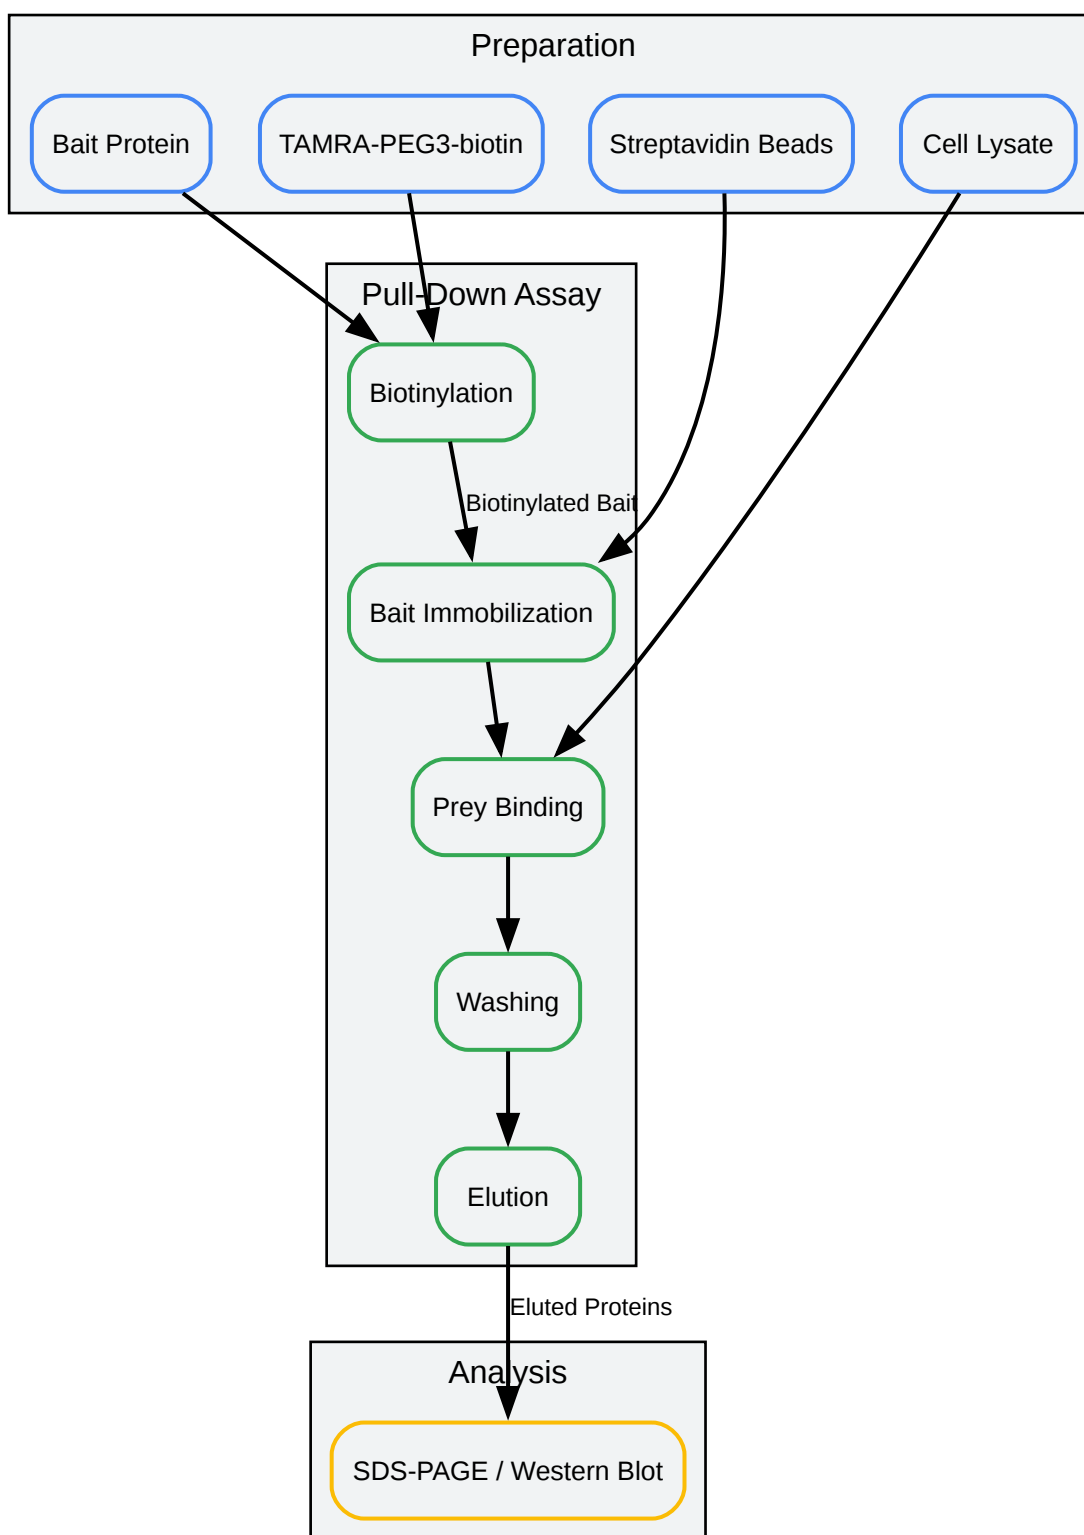 Preparation
Bait Protein
TAMRA-PEG3-biotin
Streptavidin Beads
Cell Lysate
Pull-Down Assay
Biotinylation
Biotinylated Bait
Bait Immobilization
Prey Binding
Washing
Elution
Eluted Proteins
Analysis
SDS-PAGE / Western Blot